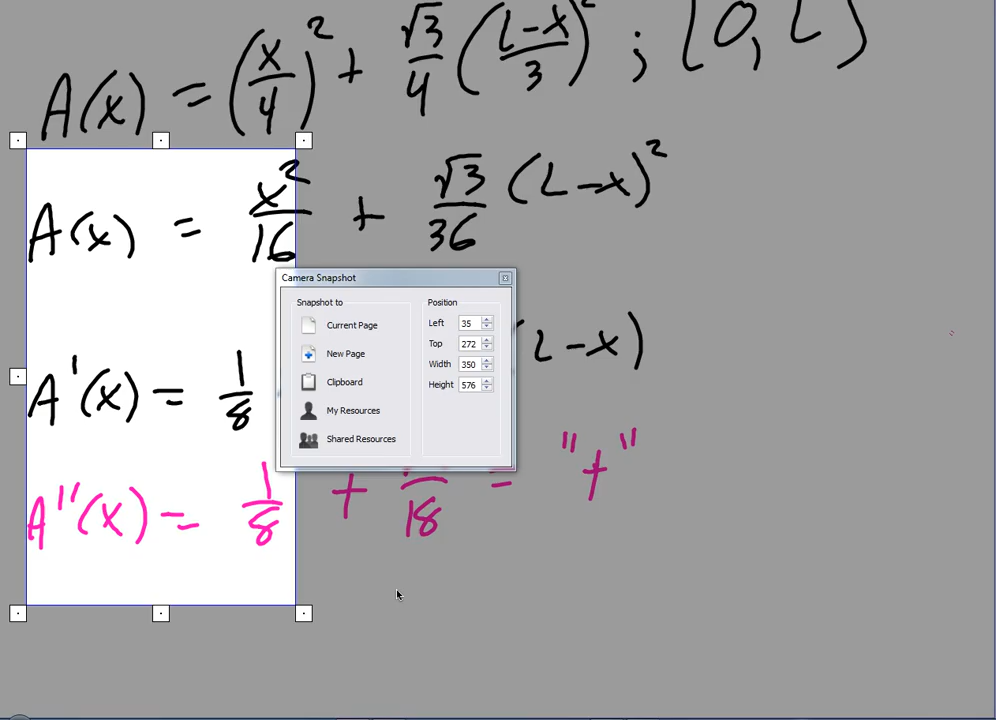 A(x) = (x/4)² + √3/4 ((L-x)/3)² ; [0, L]
A(x) = x²/16 + √3/36 (L-x)²
Camera Snapshot
Snapshot to
Current Page
New Page
Clipboard
My Resources
Shared Resources
Position
Left 35
Top 272
Width 350
Height 576
A'(x) = 1/8
(L-x)
A''(x) = 1/8 + /18 = "+"